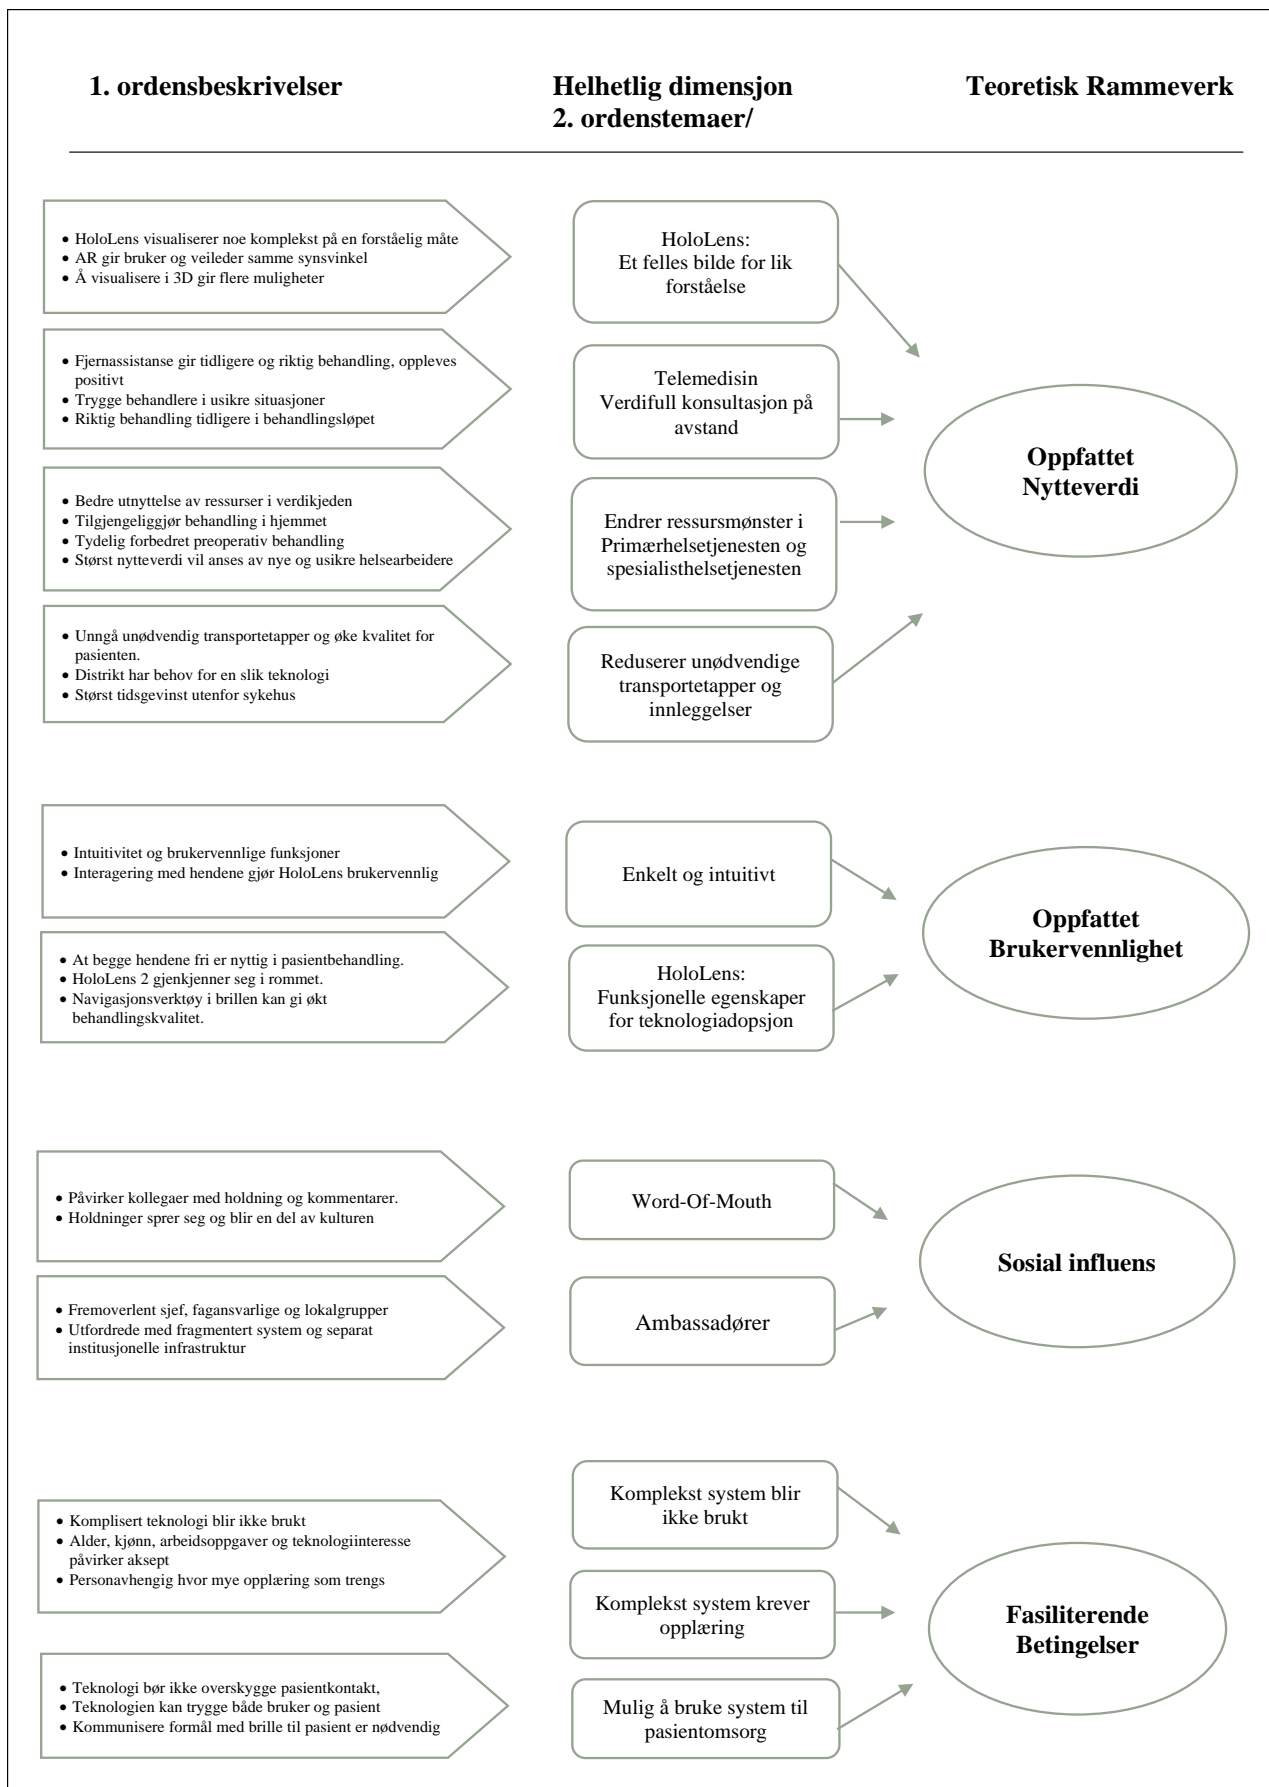 1. ordensbeskrivelser
Helhetlig dimensjon
2. ordenstemaer/
Teoretisk Rammeverk
• HoloLens visualiserer noe komplekst på en forståelig måte
• AR gir bruker og veileder samme synsvinkel
• Å visualisere i 3D gir flere muligheter
HoloLens:
Et felles bilde for lik
forståelse
• Fjernassistanse gir tidligere og riktig behandling, oppleves
positivt
• Trygge behandlere i usikre situasjoner
• Riktig behandling tidligere i behandlingsløpet
Telemedisin
Verdifull konsultasjon på
avstand
Oppfattet
Nytteverdi
• Bedre utnyttelse av ressurser i verdikjeden
• Tilgjengeliggjør behandling i hjemmet
• Tydelig forbedret preoperativ behandling
• Størst nytteverdi vil anses av nye og usikre helsearbeidere
Endrer ressursmønster i
Primærhelsetjenesten og
spesialisthelsetjenesten
• Unngå unødvendig transportetapper og øke kvalitet for
pasienten.
• Distrikt har behov for en slik teknologi
• Størst tidsgevinst utenfor sykehus
Reduserer unødvendige
transportetapper og
innleggelser
• Intuitivitet og brukervennlige funksjoner
• Interagering med hendene gjør HoloLens brukervennlig
Enkelt og intuitivt
Oppfattet
Brukervennlighet
• At begge hendene fri er nyttig i pasientbehandling.
• HoloLens 2 gjenkjenner seg i rommet.
• Navigasjonsverktøy i brillen kan gi økt
behandlingskvalitet.
HoloLens:
Funksjonelle egenskaper
for teknologiadopsjon
• Påvirker kollegaer med holdning og kommentarer.
• Holdninger sprer seg og blir en del av kulturen
Word-Of-Mouth
Sosial influens
• Fremoverlent sjef, fagansvarlige og lokalgrupper
• Utfordrede med fragmentert system og separat
institusjonelle infrastruktur
Ambassadører
Komplekst system blir
ikke brukt
• Komplisert teknologi blir ikke brukt
• Alder, kjønn, arbeidsoppgaver og teknologiinteresse
påvirker aksept
• Personavhengig hvor mye opplæring som trengs
Komplekst system krever
opplæring
Fasiliterende
Betingelser
• Teknologi bør ikke overskygge pasientkontakt,
• Teknologien kan trygge både bruker og pasient
• Kommunisere formål med brille til pasient er nødvendig
Mulig å bruke system til
pasientomsorg